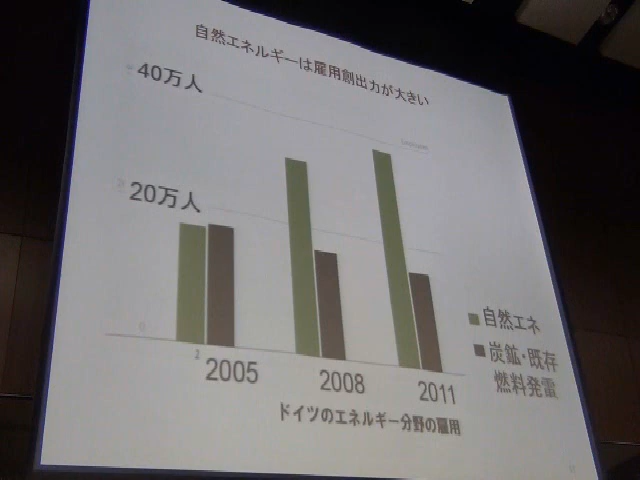 自然エネルギーは雇用創出力が大きい
40万人
20万人
0
2005
2008
2011
自然エネ
炭鉱・既存
燃料発電
ドイツのエネルギー分野の雇用